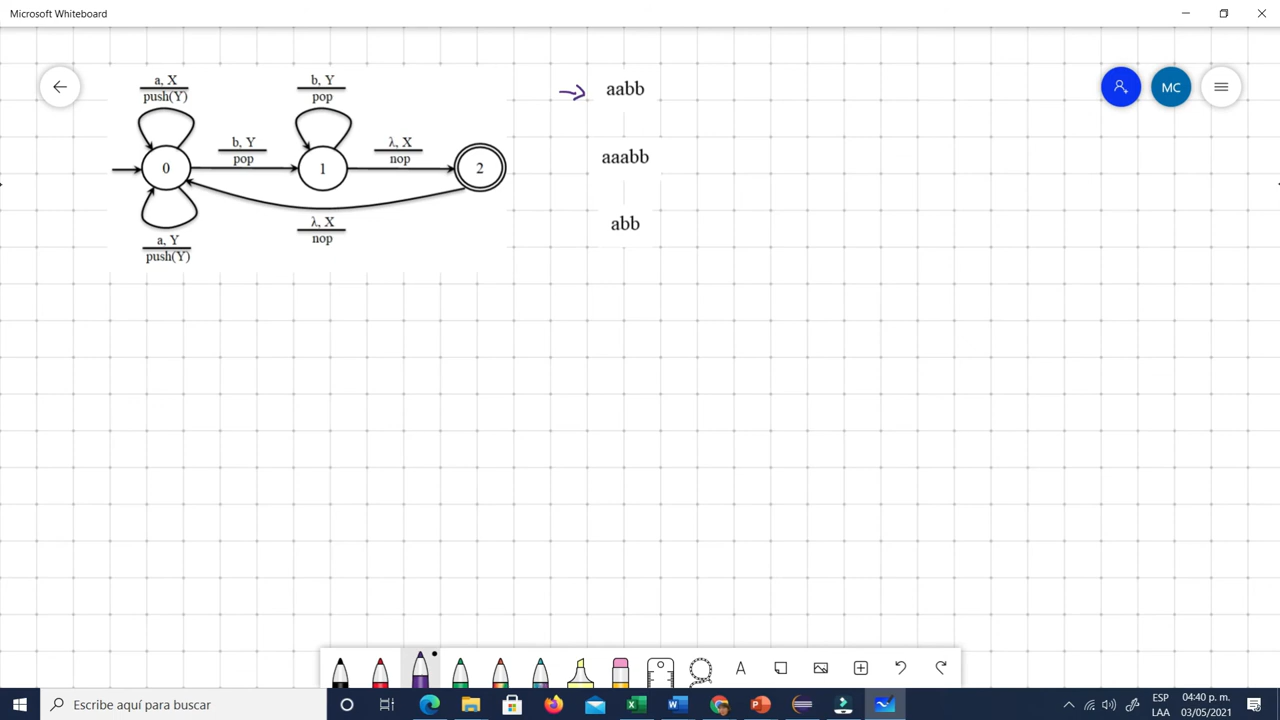 Microsoft Whiteboard
a, X
push(Y)
b, Y
pop
b, Y
pop
λ, X
nop
0
1
2
λ, X
nop
a, Y
push(Y)
aabb
aaabb
abb
MC
A
Escribe aquí para buscar
ESP
LAA
04:40 p. m.
03/05/2021